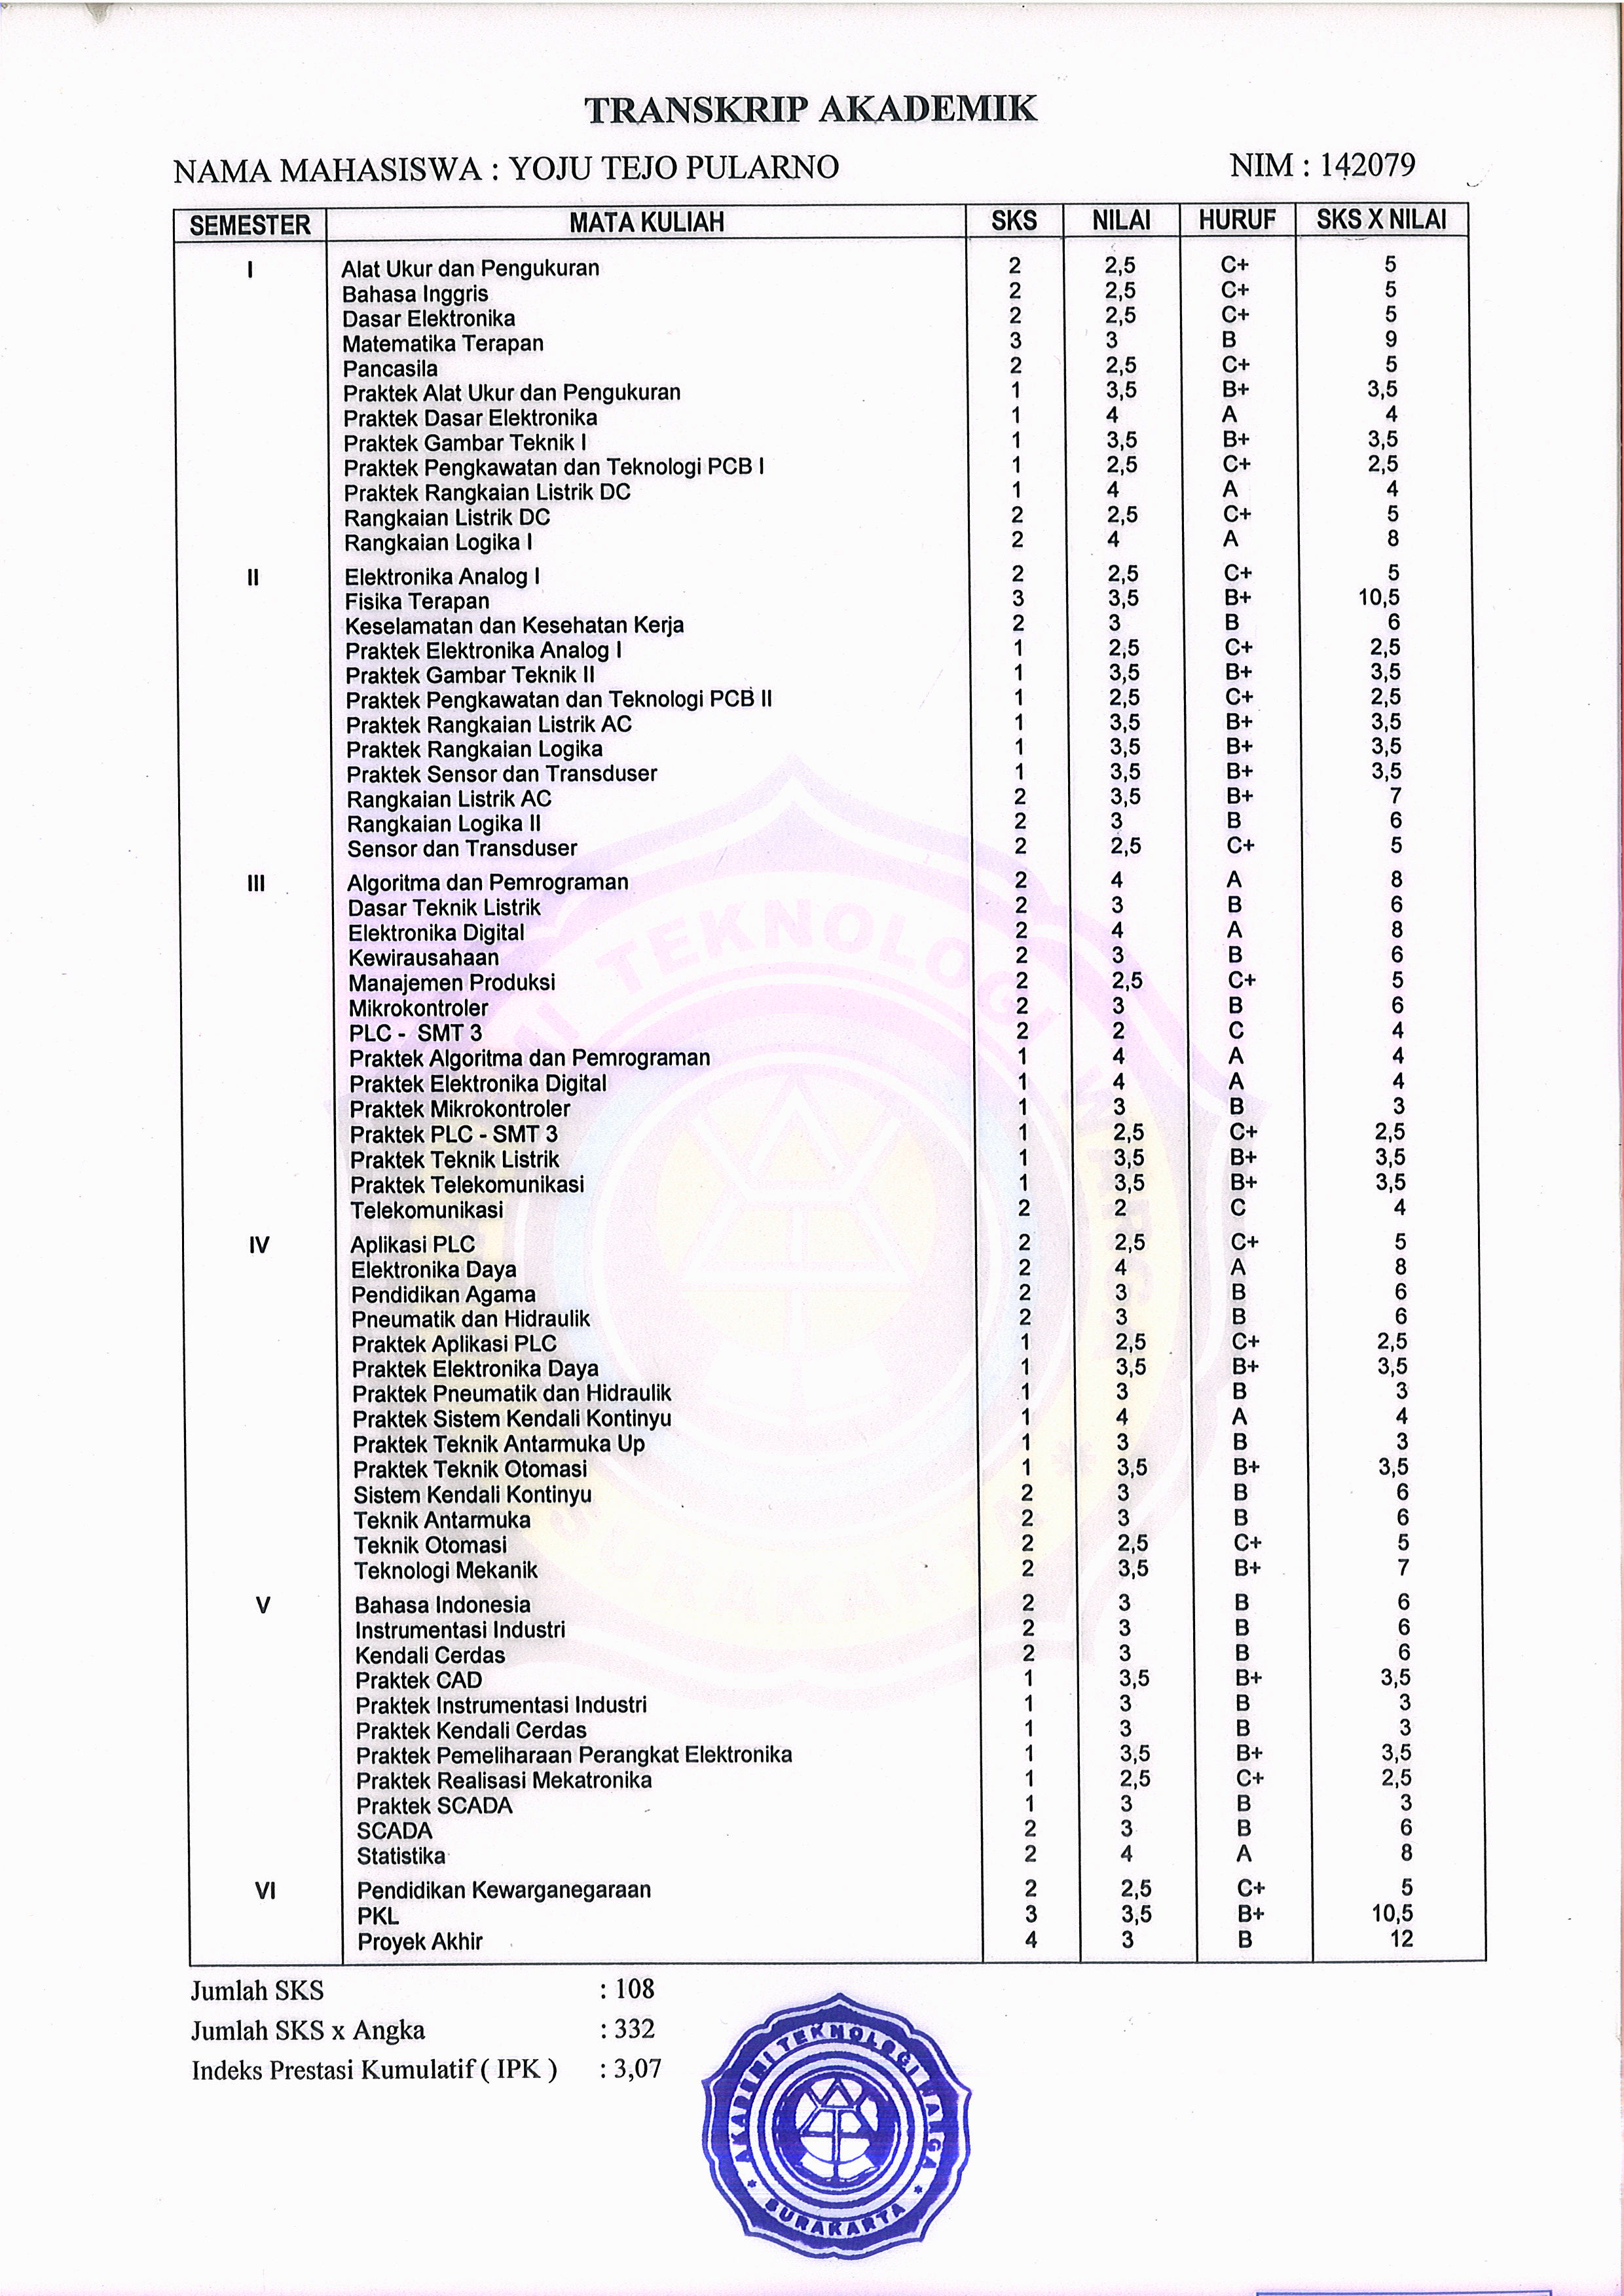 TRANSKRIP AKADEMIK
NAMA MAHASISWA : YOJU TEJO PULARNO NIM : 142079
SEMESTER MATA KULIAH SKS NILAI HURUF SKS X NILAI
I Alat Ukur dan Pengukuran 2 2,5 C+ 5
Bahasa Inggris 2 2,5 C+ 5
Dasar Elektronika 2 2,5 C+ 5
Matematika Terapan 3 3 B 9
Pancasila 2 2,5 C+ 5
Praktek Alat Ukur dan Pengukuran 1 3,5 B+ 3,5
Praktek Dasar Elektronika 1 4 A 4
Praktek Gambar Teknik I 1 3,5 B+ 3,5
Praktek Pengkawatan dan Teknologi PCB I 1 2,5 C+ 2,5
Praktek Rangkaian Listrik DC 1 4 A 4
Rangkaian Listrik DC 2 2,5 C+ 5
Rangkaian Logika I 2 4 A 8
II Elektronika Analog I 2 2,5 C+ 5
Fisika Terapan 3 3,5 B+ 10,5
Keselamatan dan Kesehatan Kerja 2 3 B 6
Praktek Elektronika Analog I 1 2,5 C+ 2,5
Praktek Gambar Teknik II 1 3,5 B+ 3,5
Praktek Pengkawatan dan Teknologi PCB II 1 2,5 C+ 2,5
Praktek Rangkaian Listrik AC 1 3,5 B+ 3,5
Praktek Rangkaian Logika 1 3,5 B+ 3,5
Praktek Sensor dan Transduser 1 3,5 B+ 3,5
Rangkaian Listrik AC 2 3,5 B+ 7
Rangkaian Logika II 2 3 B 6
Sensor dan Transduser 2 2,5 C+ 5
III Algoritma dan Pemrograman 2 4 A 8
Dasar Teknik Listrik 2 3 B 6
Elektronika Digital 2 4 A 8
Kewirausahaan 2 3 B 6
Manajemen Produksi 2 2,5 C+ 5
Mikrokontroler 2 3 B 6
PLC - SMT 3 2 2 C 4
Praktek Algoritma dan Pemrograman 1 4 A 4
Praktek Elektronika Digital 1 4 A 4
Praktek Mikrokontroler 1 3 B 3
Praktek PLC - SMT 3 1 2,5 C+ 2,5
Praktek Teknik Listrik 1 3,5 B+ 3,5
Praktek Telekomunikasi 1 3,5 B+ 3,5
Telekomunikasi 2 2 C 4
IV Aplikasi PLC 2 2,5 C+ 5
Elektronika Daya 2 4 A 8
Pendidikan Agama 2 3 B 6
Pneumatik dan Hidraulik 2 3 B 6
Praktek Aplikasi PLC 1 2,5 C+ 2,5
Praktek Elektronika Daya 1 3,5 B+ 3,5
Praktek Pneumatik dan Hidraulik 1 3 B 3
Praktek Sistem Kendali Kontinyu 1 4 A 4
Praktek Teknik Antarmuka Up 1 3 B 3
Praktek Teknik Otomasi 1 3,5 B+ 3,5
Sistem Kendali Kontinyu 2 3 B 6
Teknik Antarmuka 2 3 B 6
Teknik Otomasi 2 2,5 C+ 5
Teknologi Mekanik 2 3,5 B+ 7
V Bahasa Indonesia 2 3 B 6
Instrumentasi Industri 2 3 B 6
Kendali Cerdas 2 3 B 6
Praktek CAD 1 3,5 B+ 3,5
Praktek Instrumentasi Industri 1 3 B 3
Praktek Kendali Cerdas 1 3 B 3
Praktek Pemeliharaan Perangkat Elektronika 1 3,5 B+ 3,5
Praktek Realisasi Mekatronika 1 2,5 C+ 2,5
Praktek SCADA 1 3 B 3
SCADA 2 3 B 6
Statistika 2 4 A 8
VI Pendidikan Kewarganegaraan 2 2,5 C+ 5
PKL 3 3,5 B+ 10,5
Proyek Akhir 4 3 B 12
Jumlah SKS : 108
Jumlah SKS x Angka : 332
Indeks Prestasi Kumulatif ( IPK ) : 3,07
AKADEMI TEKNOLOGI WARGA
* SURAKARTA *